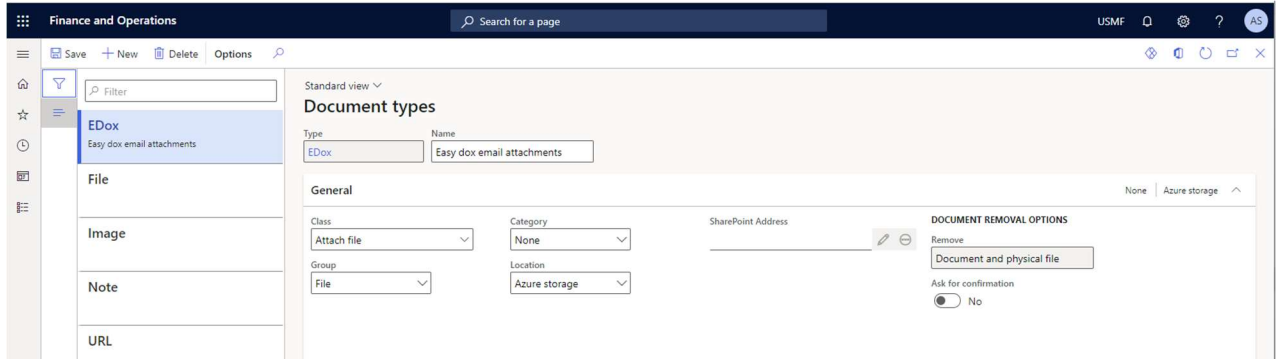 Finance and Operations
Search for a page
USMF
?
AS
Save
New
Delete
Options
Filter
EDox
Easy dox email attachments
File
Image
Note
URL
Standard view
Document types
Type
Name
EDox
Easy dox email attachments
General
None
Azure storage
Class
Category
SharePoint Address
DOCUMENT REMOVAL OPTIONS
Attach file
None
Remove
Document and physical file
Group
Location
File
Azure storage
Ask for confirmation
No